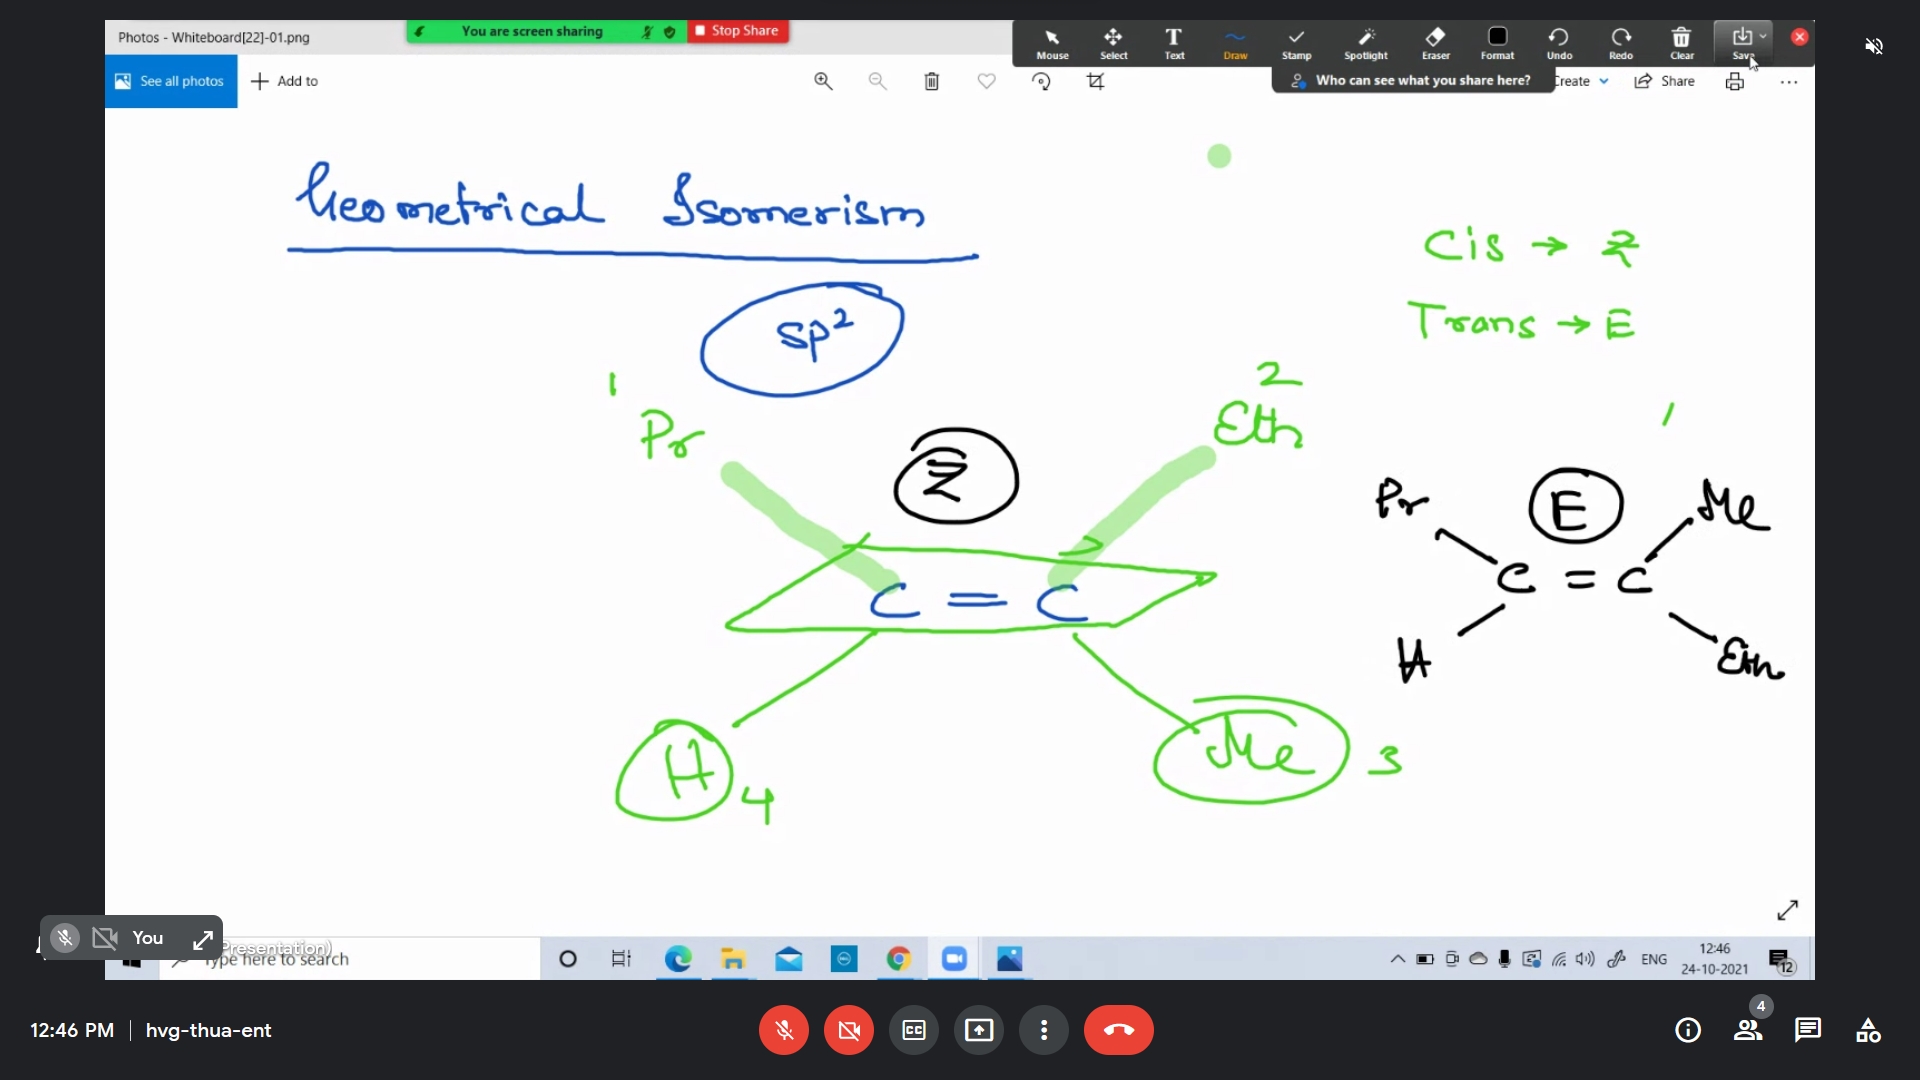 Photos - Whiteboard[22]-01.png
You are screen sharing
Stop Share
Mouse
Select
Text
Draw
Stamp
Spotlight
Eraser
Format
Undo
Redo
Clear
Save
Who can see what you share here?
See all photos
Add to
Create
Share
Geometrical Isomerism
Cis → Z
Trans → E
sp²
1
2
1
Pr
Eth
Z
Pr
E
Me
C = C
C = C
H
Eth
H
4
Me
3
You
Presentation)
Type here to search
ENG
12:46
24-10-2021
12
12:46 PM
hvg-thua-ent
CC
4